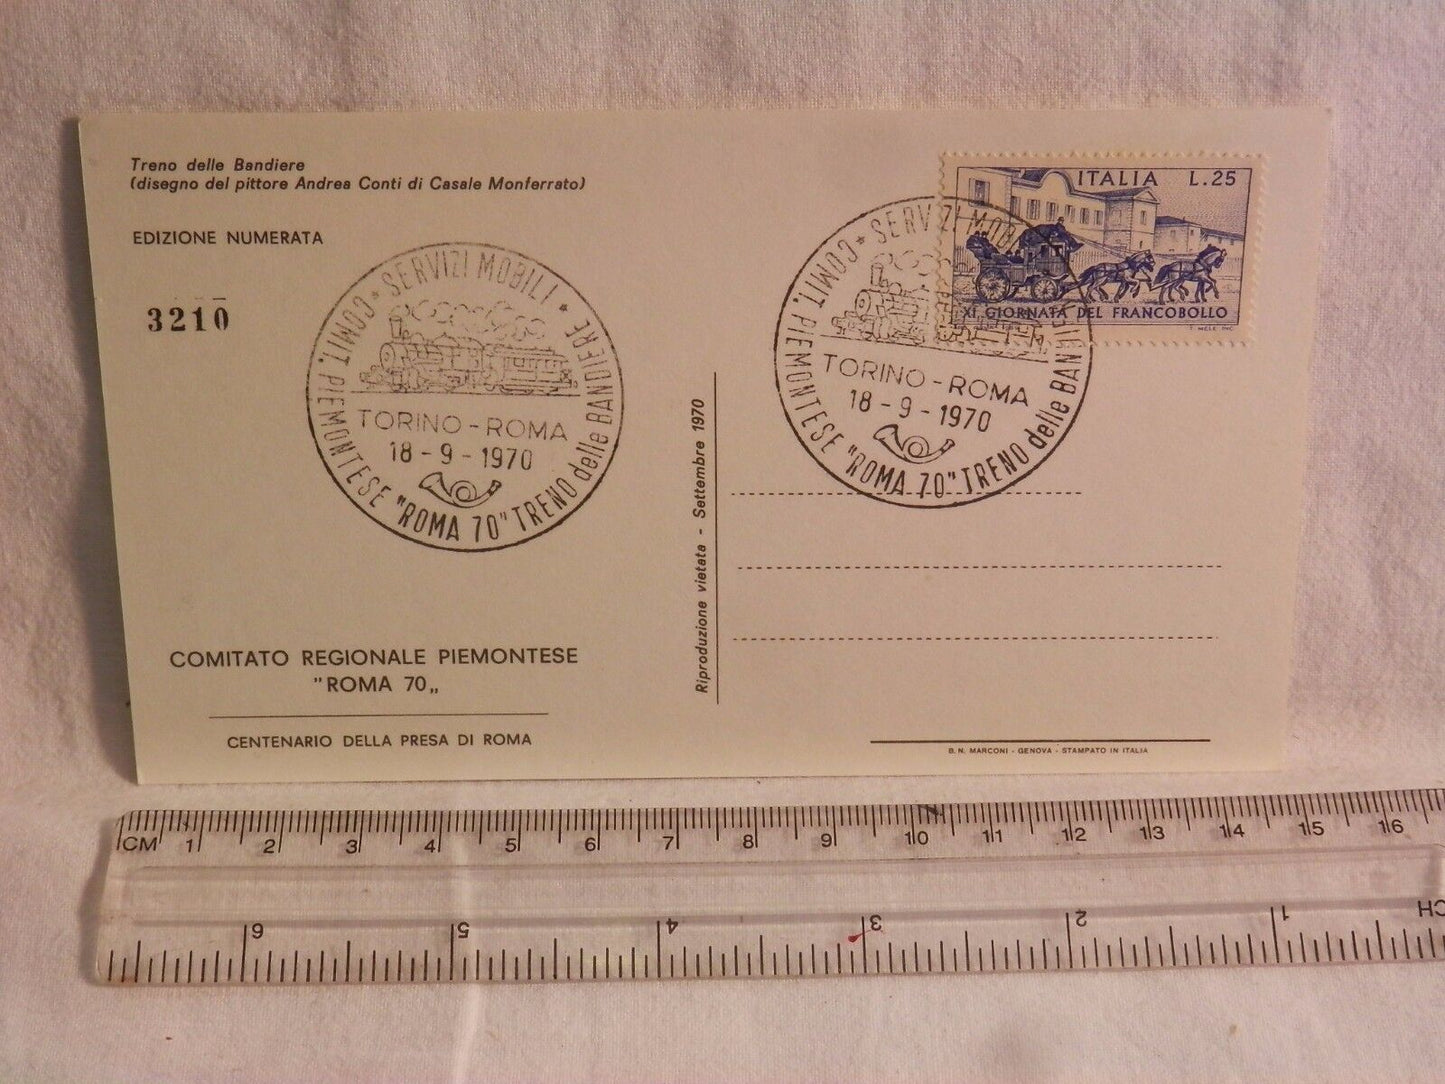 Treno delle Bandiere
(disegno del pittore Andrea Conti di Casale Monferrato)
EDIZIONE NUMERATA
3210
* SERVIZI MOBILI *
COMIT. PIEMONTESE "ROMA 70" TRENO delle BANDIERE
TORINO - ROMA
18 - 9 - 1970
COMITATO REGIONALE PIEMONTESE
"ROMA 70„
CENTENARIO DELLA PRESA DI ROMA
Riproduzione vietata - Settembre 1970
ITALIA L.25
XI GIORNATA DEL FRANCOBOLLO
T. MELE INC.
* SERVIZI MOBILI
COMIT. PIEMONTESE "ROMA 70" TRENO delle BANDIERE
TORINO - ROMA
18 - 9 - 1970
B. N. MARCONI - GENOVA - STAMPATO IN ITALIA
CM 1 2 3 4 5 6 7 8 9 10 11 12 13 14 15 16
6 5 4 3 2 1